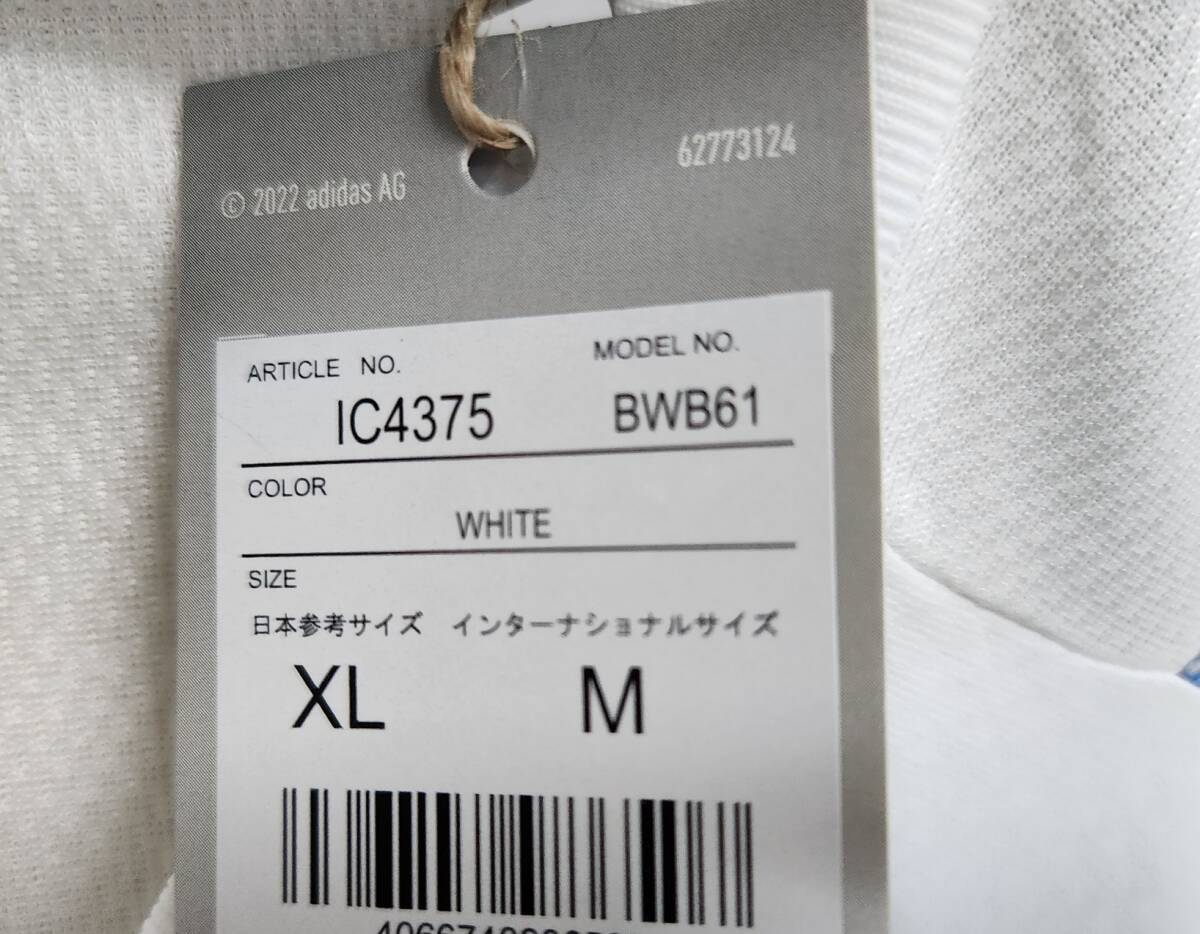 © 2022 adidas AG
62773124
ARTICLE NO. MODEL NO.
IC4375 BWB61
COLOR
WHITE
SIZE
日本参考サイズ インターナショナルサイズ
XL M